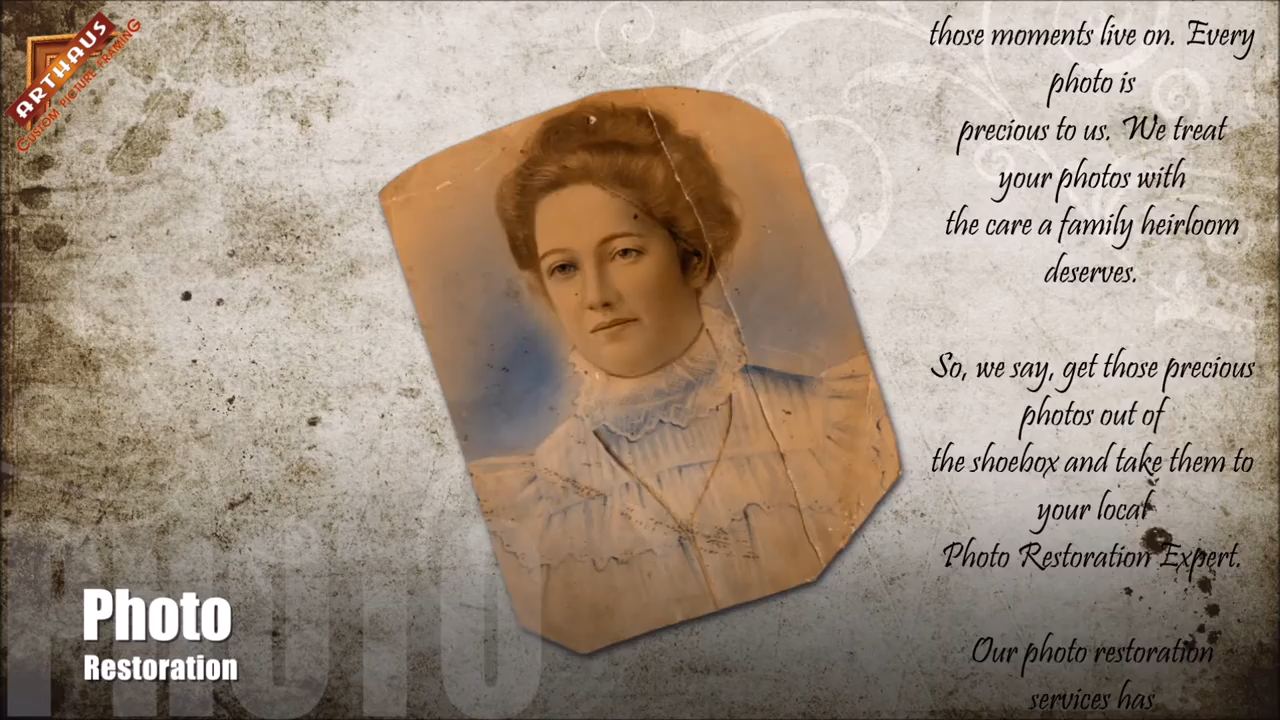 ARTHAUS
CUSTOM PICTURE FRAMING
those moments live on. Every
photo is
precious to us. We treat
your photos with
the care a family heirloom
deserves.
So, we say, get those precious
photos out of
the shoebox and take them to
your local
Photo Restoration Expert.
Our photo restoration
services has
PHOTO
Photo
Restoration